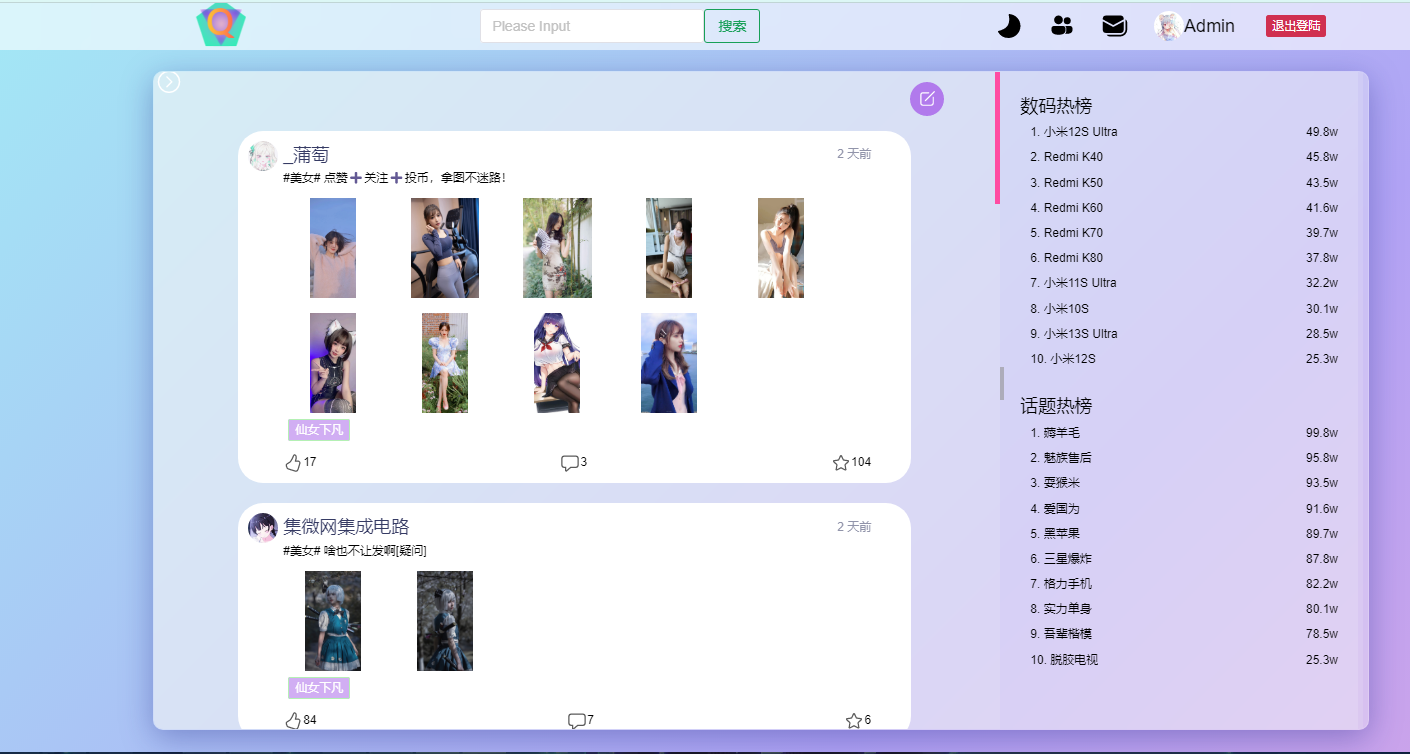 Q
Please Input
搜索
Admin
退出登陆
_蒲萄
2 天前
#美女# 点赞➕关注➕投币，拿图不迷路！
仙女下凡
17
3
104
集微网集成电路
2 天前
#美女# 啥也不让发啊[疑问]
仙女下凡
84
7
6
数码热榜
1. 小米12S Ultra 49.8w
2. Redmi K40 45.8w
3. Redmi K50 43.5w
4. Redmi K60 41.6w
5. Redmi K70 39.7w
6. Redmi K80 37.8w
7. 小米11S Ultra 32.2w
8. 小米10S 30.1w
9. 小米13S Ultra 28.5w
10. 小米12S 25.3w
话题热榜
1. 薅羊毛 99.8w
2. 魅族售后 95.8w
3. 耍猴米 93.5w
4. 爱国为 91.6w
5. 黑苹果 89.7w
6. 三星爆炸 87.8w
7. 格力手机 82.2w
8. 实力单身 80.1w
9. 吾辈楷模 78.5w
10. 脱胶电视 25.3w